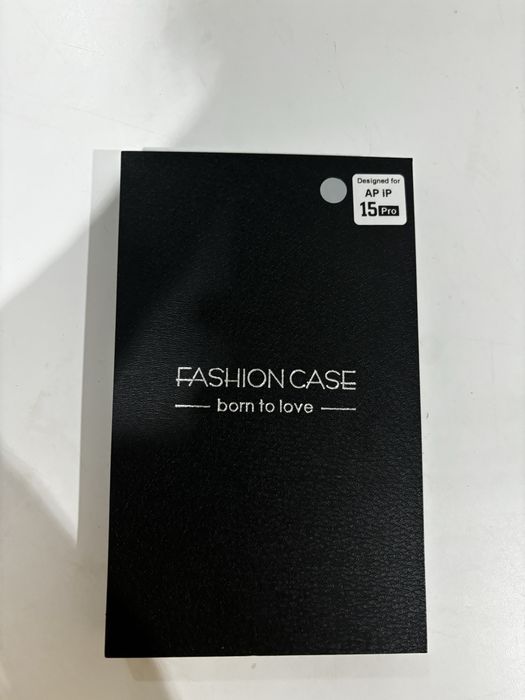 Designed for
AP iP
15 Pro
FASHION CASE
born to love